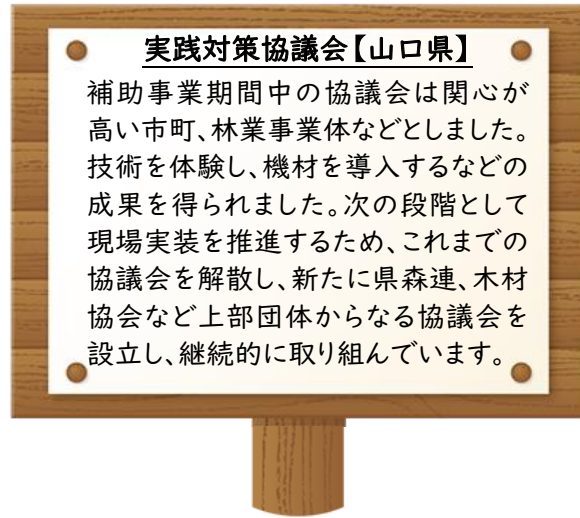 実践対策協議会【山口県】
補助事業期間中の協議会は関心が
高い市町、林業事業体などとしました。
技術を体験し、機材を導入するなどの
成果を得られました。次の段階として
現場実装を推進するため、これまでの
協議会を解散し、新たに県森連、木材
協会など上部団体からなる協議会を
設立し、継続的に取り組んでいます。